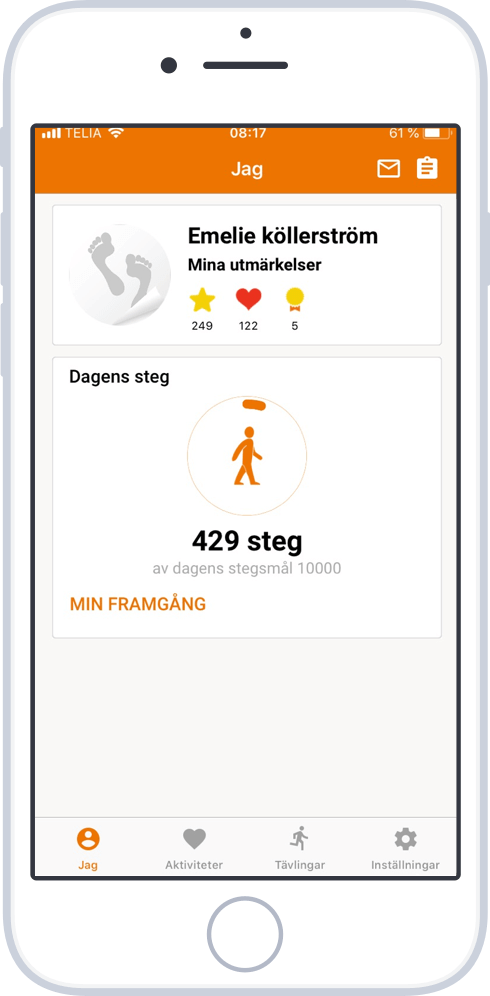 TELIA 08:17 61 %
Jag
Emelie köllerström
Mina utmärkelser
249 122 5
Dagens steg
429 steg
av dagens stegsmål 10000
MIN FRAMGÅNG
Jag Aktiviteter Tävlingar Inställningar